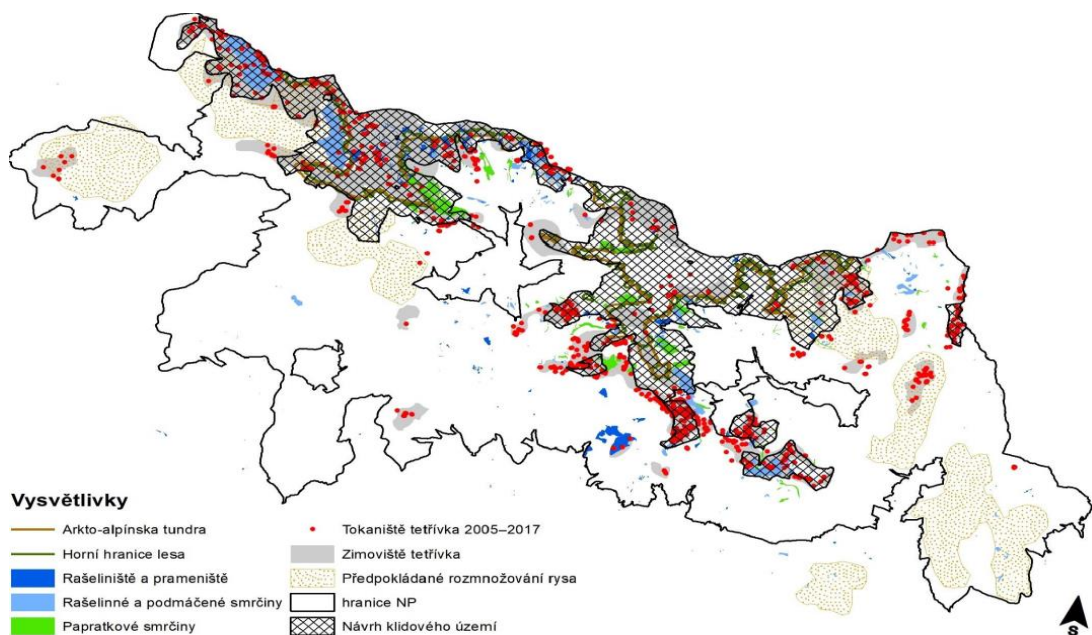 Vysvětlivky
Arkto-alpínska tundra
Horní hranice lesa
Rašeliniště a prameniště
Rašelinné a podmáčené smrčiny
Papratkové smrčiny
Tokaniště tetřívka 2005–2017
Zimoviště tetřívka
Předpokládané rozmnožování rysa
hranice NP
Návrh klidového území
S